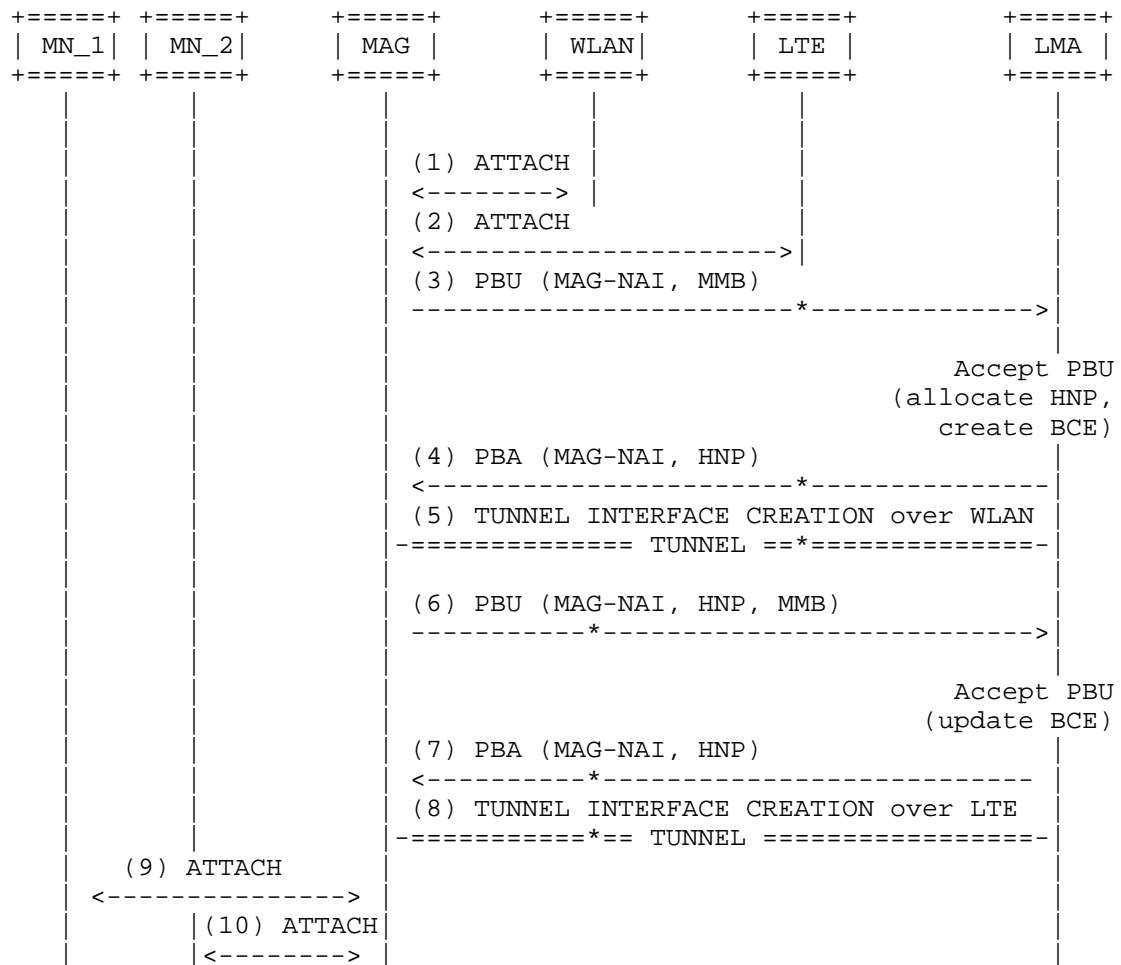 MN_1 MN_2 MAG WLAN LTE LMA
(1) ATTACH
(2) ATTACH
(3) PBU (MAG-NAI, MMB)
Accept PBU
(allocate HNP,
create BCE)
(4) PBA (MAG-NAI, HNP)
(5) TUNNEL INTERFACE CREATION over WLAN
TUNNEL
(6) PBU (MAG-NAI, HNP, MMB)
Accept PBU
(update BCE)
(7) PBA (MAG-NAI, HNP)
(8) TUNNEL INTERFACE CREATION over LTE
TUNNEL
(9) ATTACH
(10) ATTACH